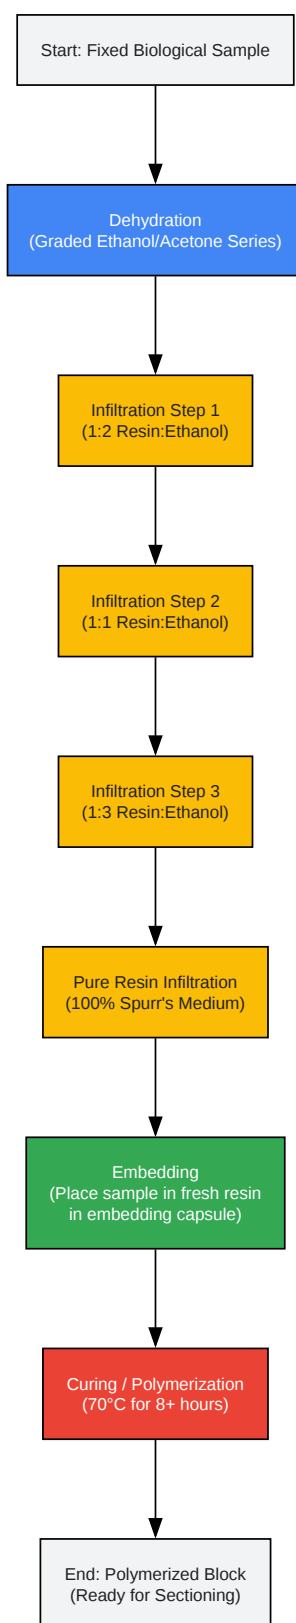 Start: Fixed Biological Sample
Dehydration
(Graded Ethanol/Acetone Series)
Infiltration Step 1
(1:2 Resin:Ethanol)
Infiltration Step 2
(1:1 Resin:Ethanol)
Infiltration Step 3
(1:3 Resin:Ethanol)
Pure Resin Infiltration
(100% Spurr's Medium)
Embedding
(Place sample in fresh resin
in embedding capsule)
Curing / Polymerization
(70°C for 8+ hours)
End: Polymerized Block
(Ready for Sectioning)